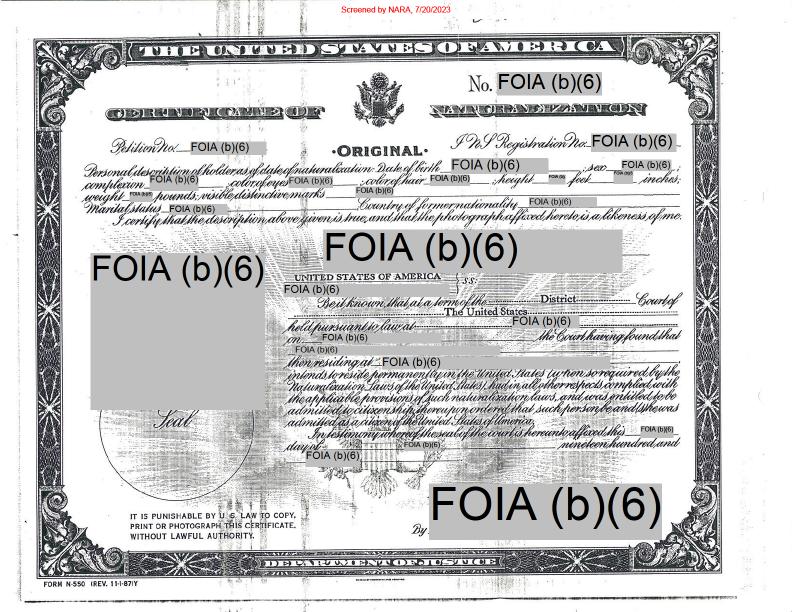 Screened by NARA, 7/20/2023
THE UNITED STATES OF AMERICA
No. FOIA (b)(6)
CERTIFICATE OF NATURALIZATION
Petition No. FOIA (b)(6) ·ORIGINAL· I N S Registration No. FOIA (b)(6)
Personal description of holder as of date of naturalization: Date of birth FOIA (b)(6) ; sex FOIA (b)(6) ;
complexion FOIA (b)(6) color of eyes FOIA (b)(6) ; color of hair FOIA (b)(6) ; height FOIA (b)(6) feet FOIA (b)(6) inches;
weight FOIA (b)(6) pounds; visible distinctive marks FOIA (b)(6)
Marital status FOIA (b)(6) Country of former nationality FOIA (b)(6)
I certify that the description above given is true, and that the photograph affixed hereto is a likeness of me.
FOIA (b)(6)
FOIA (b)(6)
UNITED STATES OF AMERICA } s.s.
FOIA (b)(6)
Be it known, that at a term of the District Court of
The United States
held pursuant to law at FOIA (b)(6)
on FOIA (b)(6) the Court having found that
FOIA (b)(6)
then residing at FOIA (b)(6)
intends to reside permanently in the United States (when so required by the
Naturalization Laws of the United States), had in all other respects complied with
the applicable provisions of such naturalization laws, and was entitled to be
admitted to citizenship, thereupon ordered that such person be and (s)he was
admitted as a citizen of the United States of America.
In testimony whereof the seal of the court is hereunto affixed this FOIA (b)(6)
day of FOIA (b)(6) nineteen hundred and
FOIA (b)(6)
Seal
FOIA (b)(6)
IT IS PUNISHABLE BY U. S. LAW TO COPY,
PRINT OR PHOTOGRAPH THIS CERTIFICATE,
WITHOUT LAWFUL AUTHORITY.
By
DEPARTMENT OF JUSTICE
FORM N-550 (REV. 11-1-87)Y